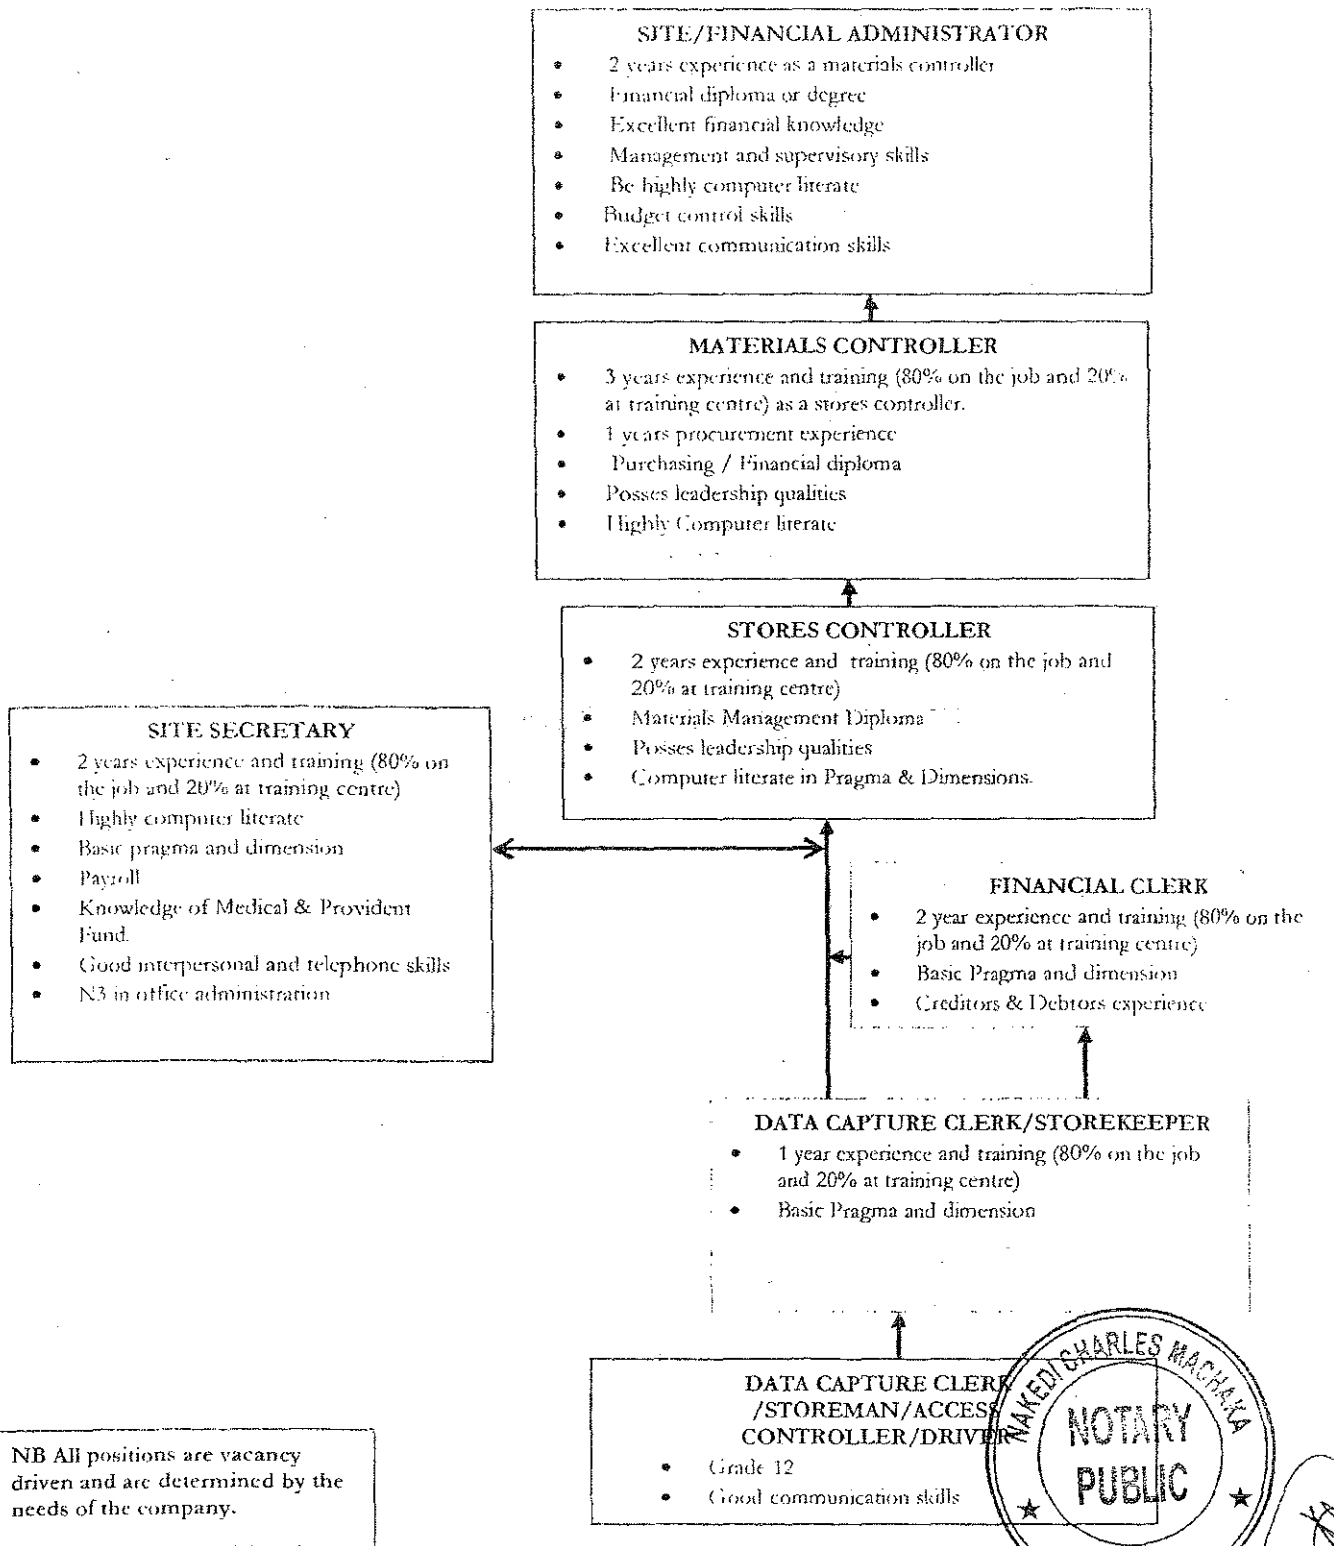 SITE/FINANCIAL ADMINISTRATOR
• 2 years experience as a materials controller
• Financial diploma or degree
• Excellent financial knowledge
• Management and supervisory skills
• Be highly computer literate
• Budget control skills
• Excellent communication skills
MATERIALS CONTROLLER
• 3 years experience and training (80% on the job and 20%
at training centre) as a stores controller.
• 1 years procurement experience
• Purchasing / Financial diploma
• Posses leadership qualities
• Highly Computer literate
STORES CONTROLLER
• 2 years experience and training (80% on the job and
20% at training centre)
• Materials Management Diploma
• Posses leadership qualities
• Computer literate in Pragma & Dimensions.
SITE SECRETARY
• 2 years experience and training (80% on
the job and 20% at training centre)
• Highly computer literate
• Basic pragma and dimension
• Payroll
• Knowledge of Medical & Provident
Fund.
• Good interpersonal and telephone skills
• N3 in office administration
FINANCIAL CLERK
• 2 year experience and training (80% on the
job and 20% at training centre)
• Basic Pragma and dimension
• Creditors & Debtors experience
DATA CAPTURE CLERK/STOREKEEPER
• 1 year experience and training (80% on the job
and 20% at training centre)
• Basic Pragma and dimension
DATA CAPTURE CLERK
/STOREMAN/ACCESS
CONTROLLER/DRIVER
• Grade 12
• Good communication skills
NAKEDI CHARLES MACHAKA
NOTARY
PUBLIC
NB All positions are vacancy
driven and are determined by the
needs of the company.